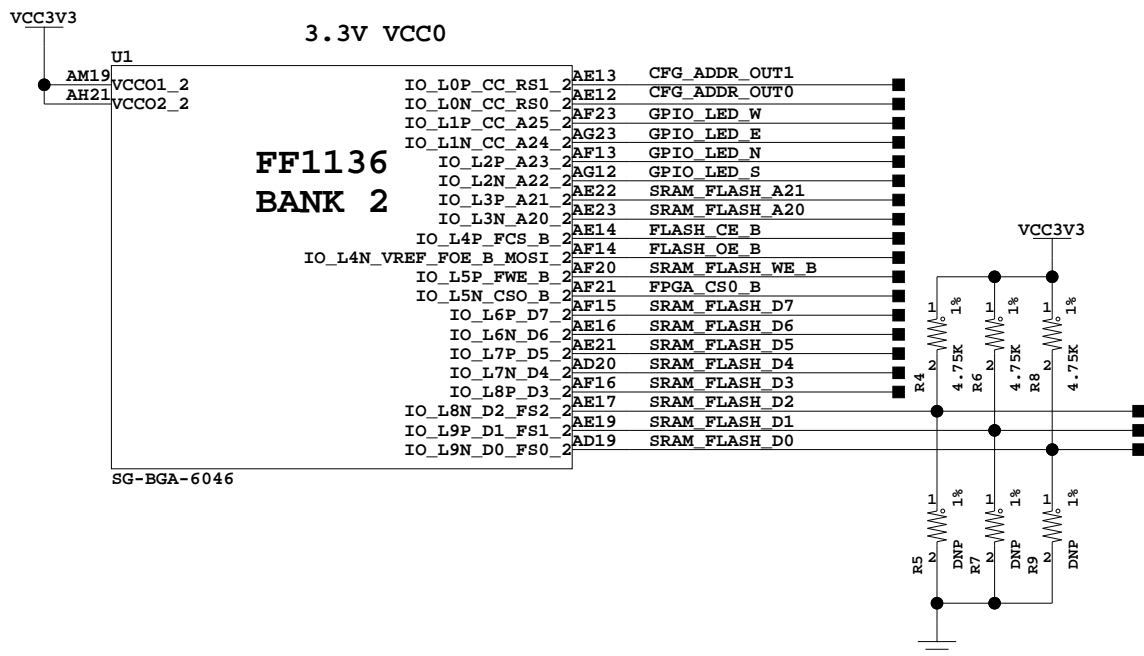 VCC3V3
3.3V VCC0
U1
AM19 VCCO1_2
AH21 VCCO2_2
FF1136
BANK 2
IO_L0P_CC_RS1_2 AE13 CFG_ADDR_OUT1
IO_L0N_CC_RS0_2 AE12 CFG_ADDR_OUT0
IO_L1P_CC_A25_2 AF23 GPIO_LED_W
IO_L1N_CC_A24_2 AG23 GPIO_LED_E
IO_L2P_A23_2 AF13 GPIO_LED_N
IO_L2N_A22_2 AG12 GPIO_LED_S
IO_L3P_A21_2 AE22 SRAM_FLASH_A21
IO_L3N_A20_2 AE23 SRAM_FLASH_A20
IO_L4P_FCS_B_2 AE14 FLASH_CE_B
IO_L4N_VREF_FOE_B_MOSI_2 AF14 FLASH_OE_B
IO_L5P_FWE_B_2 AF20 SRAM_FLASH_WE_B
IO_L5N_CSO_B_2 AF21 FPGA_CS0_B
IO_L6P_D7_2 AF15 SRAM_FLASH_D7
IO_L6N_D6_2 AE16 SRAM_FLASH_D6
IO_L7P_D5_2 AE21 SRAM_FLASH_D5
IO_L7N_D4_2 AD20 SRAM_FLASH_D4
IO_L8P_D3_2 AF16 SRAM_FLASH_D3
IO_L8N_D2_FS2_2 AE17 SRAM_FLASH_D2
IO_L9P_D1_FS1_2 AE19 SRAM_FLASH_D1
IO_L9N_D0_FS0_2 AD19 SRAM_FLASH_D0
SG-BGA-6046
VCC3V3
1 1% 1 1% 1 1%
R4 2 4.75K R6 2 4.75K R8 2 4.75K
1 1% 1 1% 1 1%
R5 2 DNP R7 2 DNP R9 2 DNP